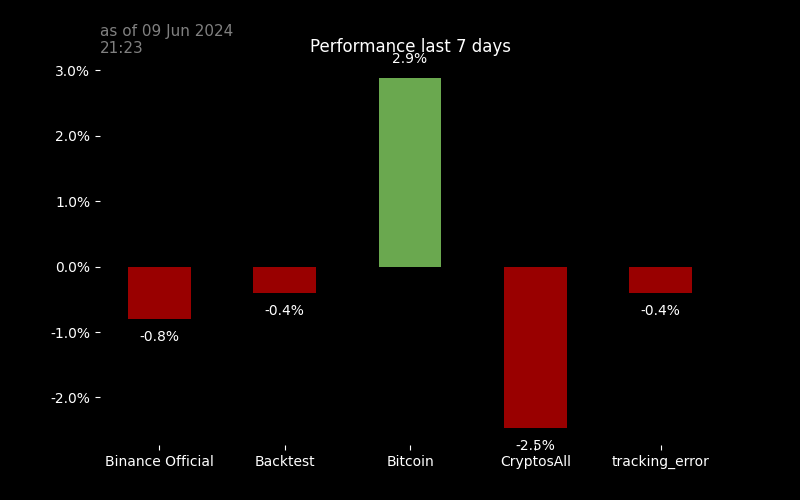 as of 09 Jun 2024
21:23
Performance last 7 days
2.9%
3.0%
2.0%
1.0%
0.0%
-1.0%
-2.0%
-0.8%
-0.4%
-0.4%
-2.5%
Binance Official
Backtest
Bitcoin
CryptosAll
tracking_error